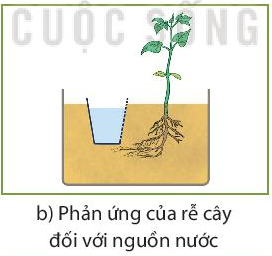 CUỘC SỐNG
b) Phản ứng của rễ cây
đối với nguồn nước